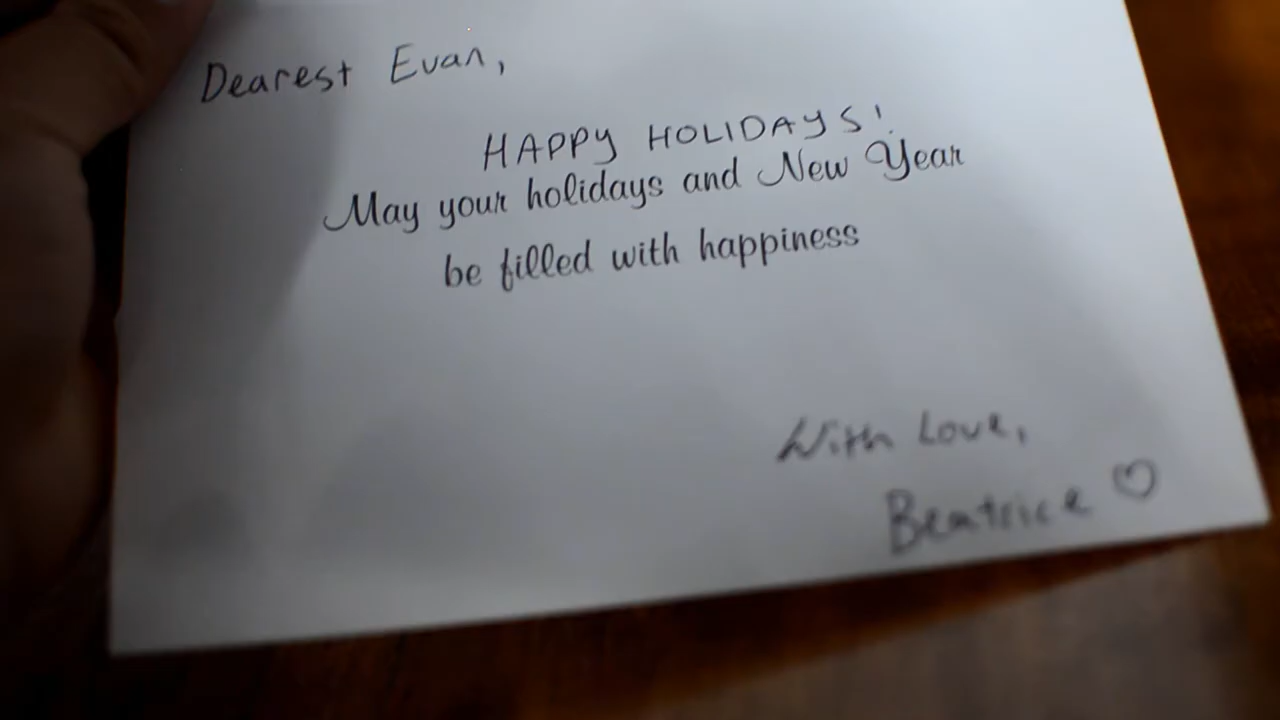 Dearest Evan,
HAPPY HOLIDAYS!
May your holidays and New Year
be filled with happiness
With Love,
Beatrice ♡